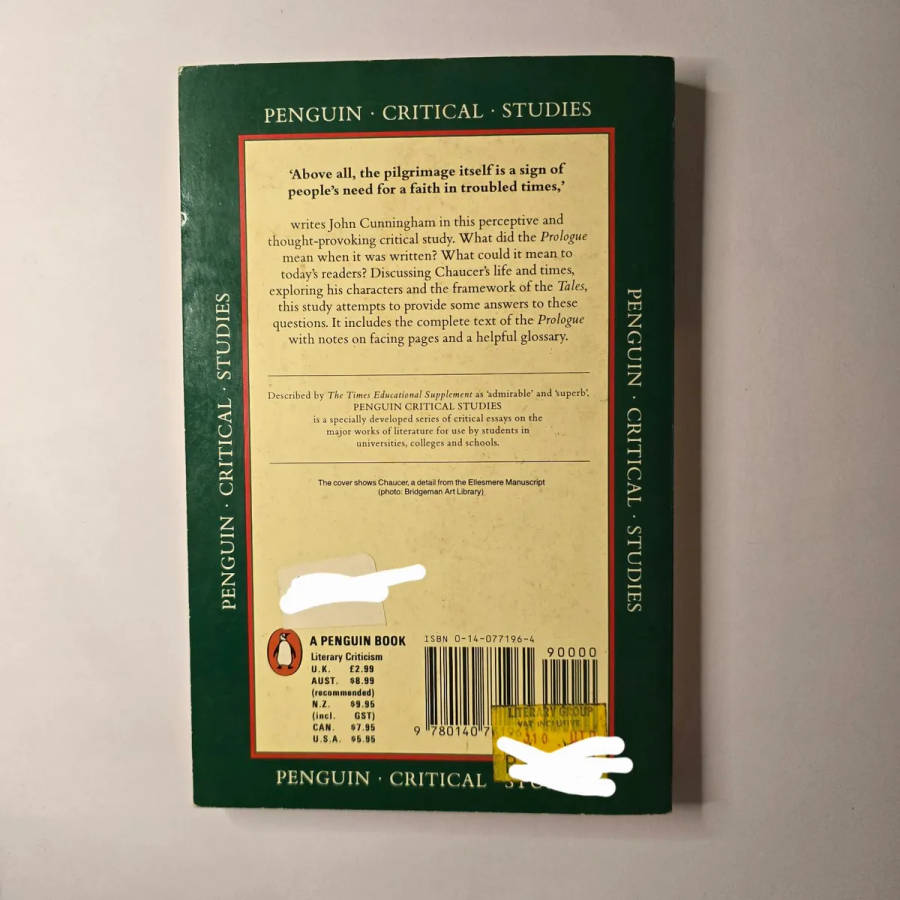 PENGUIN · CRITICAL · STUDIES
‘Above all, the pilgrimage itself is a sign of
people’s need for a faith in troubled times,’
writes John Cunningham in this perceptive and
thought-provoking critical study. What did the Prologue
mean when it was written? What could it mean to
today’s readers? Discussing Chaucer’s life and times,
exploring his characters and the framework of the Tales,
this study attempts to provide some answers to these
questions. It includes the complete text of the Prologue
with notes on facing pages and a helpful glossary.
Described by The Times Educational Supplement as ‘admirable’ and ‘superb’,
PENGUIN CRITICAL STUDIES
is a specially developed series of critical essays on the
major works of literature for use by students in
universities, colleges and schools.
The cover shows Chaucer, a detail from the Ellesmere Manuscript
(photo: Bridgeman Art Library)
PENGUIN · CRITICAL · STUDIES
PENGUIN · CRITICAL · STUDIES
A PENGUIN BOOK
Literary Criticism
U.K. £2.99
AUST. $8.99
(recommended)
N.Z. $9.95
(incl. GST)
CAN. $7.95
U.S.A. $5.95
ISBN 0-14-077196-4
90000
9 780140 7
LITERARY GROUP
VAT INCLUSIVE
PENGUIN · CRITICAL ·